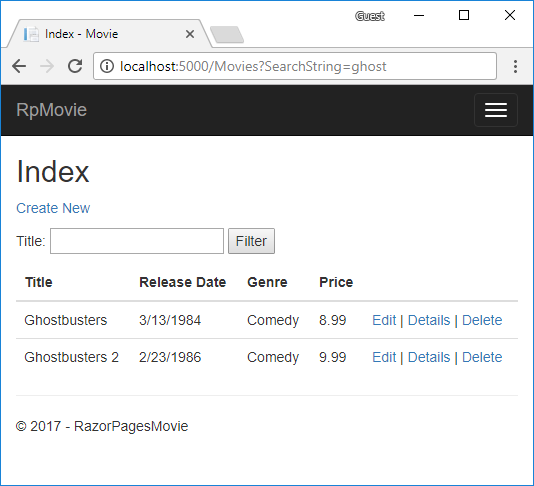 Guest
Index - Movie
localhost:5000/Movies?SearchString=ghost
RpMovie
Index
Create New
Title: Filter
Title Release Date Genre Price
Ghostbusters 3/13/1984 Comedy 8.99 Edit | Details | Delete
Ghostbusters 2 2/23/1986 Comedy 9.99 Edit | Details | Delete
© 2017 - RazorPagesMovie